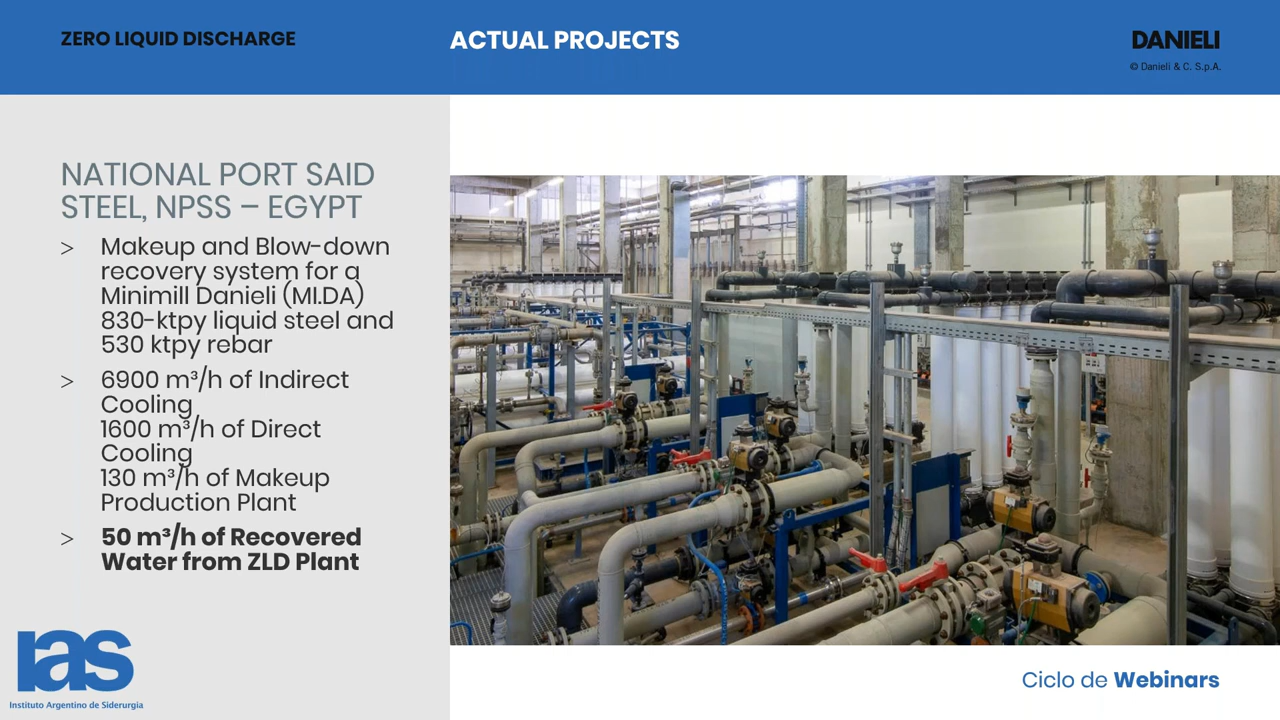 ZERO LIQUID DISCHARGE
ACTUAL PROJECTS
DANIELI
© Danieli & C. S.p.A.
NATIONAL PORT SAID
STEEL, NPSS – EGYPT
> Makeup and Blow-down
recovery system for a
Minimill Danieli (MI.DA)
830-ktpy liquid steel and
530 ktpy rebar
> 6900 m³/h of Indirect
Cooling
1600 m³/h of Direct
Cooling
130 m³/h of Makeup
Production Plant
> 50 m³/h of Recovered
Water from ZLD Plant
ias
Instituto Argentino de Siderurgia
Ciclo de Webinars